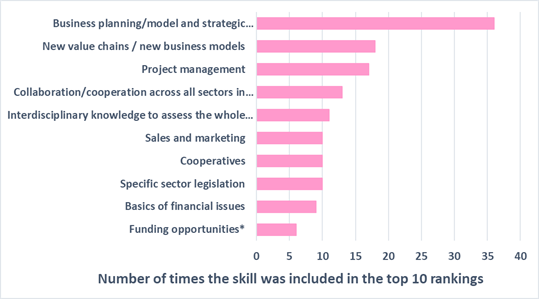 Business planning/model and strategic...
New value chains / new business models
Project management
Collaboration/cooperation across all sectors in...
Interdisciplinary knowledge to assess the whole...
Sales and marketing
Cooperatives
Specific sector legislation
Basics of financial issues
Funding opportunities*
0 5 10 15 20 25 30 35 40
Number of times the skill was included in the top 10 rankings